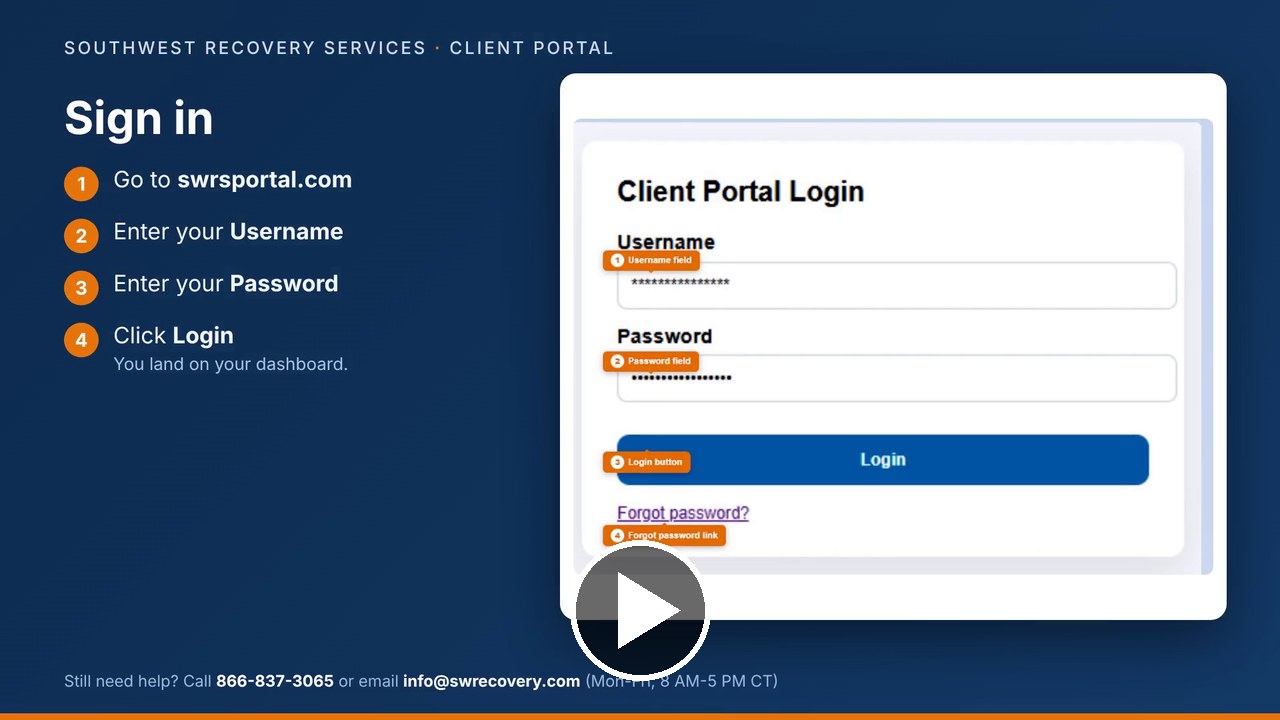 SOUTHWEST RECOVERY SERVICES · CLIENT PORTAL
Sign in
1 Go to swrsportal.com
2 Enter your Username
3 Enter your Password
4 Click Login
You land on your dashboard.
Client Portal Login
Username
1 Username field
***************
Password
2 Password field
•••••••••••••••••
3 Login button
Login
Forgot password?
4 Forgot password link
Still need help? Call 866-837-3065 or email info@swrecovery.com (Mon-Fri, 8 AM-5 PM CT)